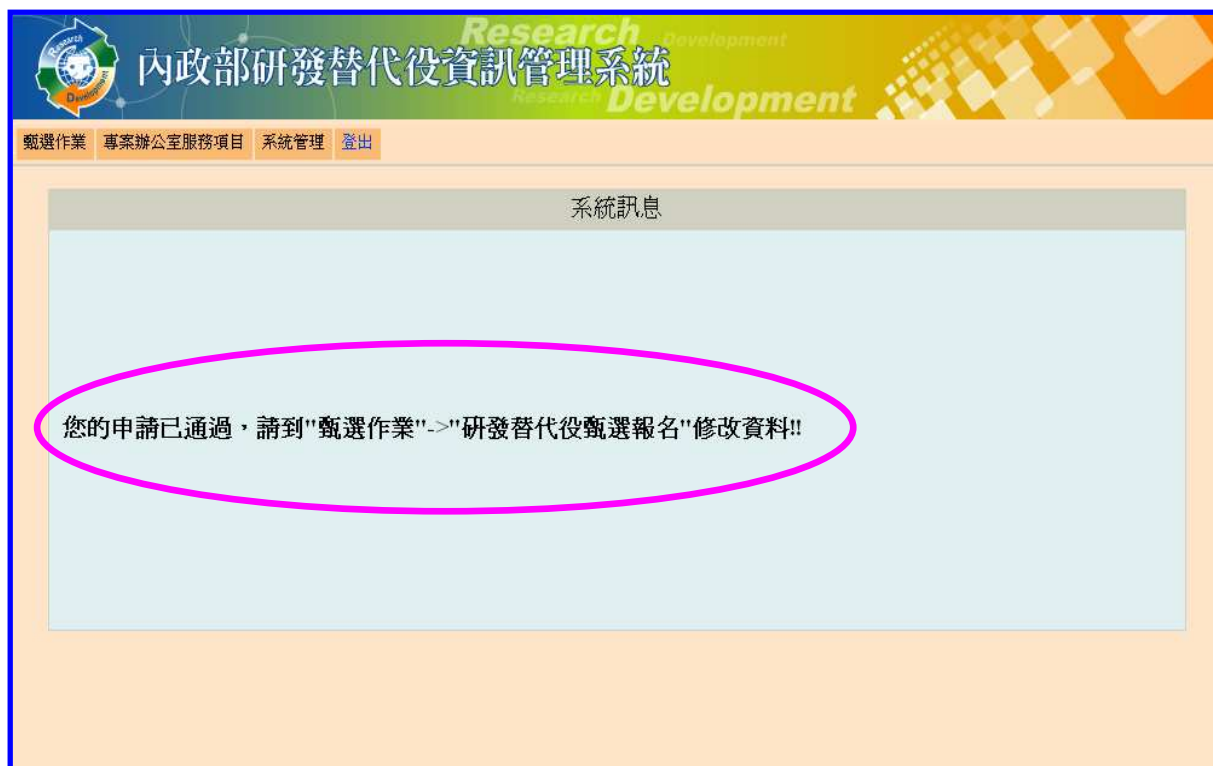 Research Development
內政部研發替代役資訊管理系統
Research Development
Research
Development
甄選作業 專案辦公室服務項目 系統管理 登出
系統訊息
您的申請已通過，請到"甄選作業"->"研發替代役甄選報名"修改資料!!